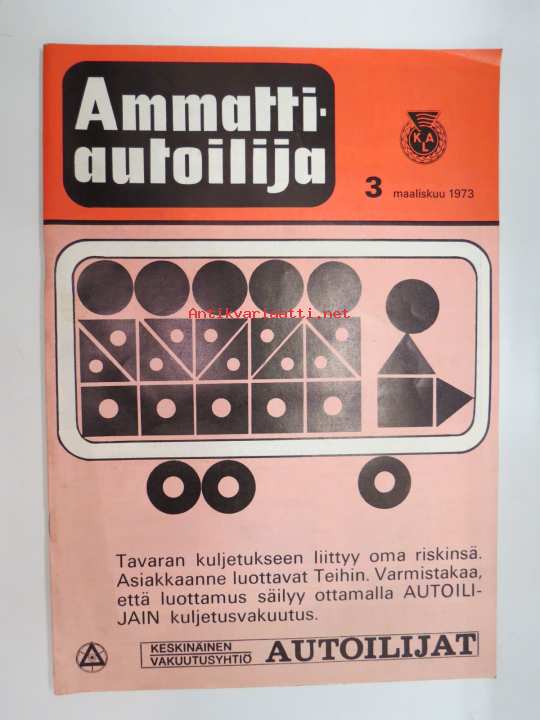 Ammatti-
autoilija
KAL
3 maaliskuu 1973
Antikvariaatti.net
Tavaran kuljetukseen liittyy oma riskinsä.
Asiakkaanne luottavat Teihin. Varmistakaa,
että luottamus säilyy ottamalla AUTOILI-
JAIN kuljetusvakuutus.
KESKINÄINEN
VAKUUTUSYHTIÖ
AUTOILIJAT